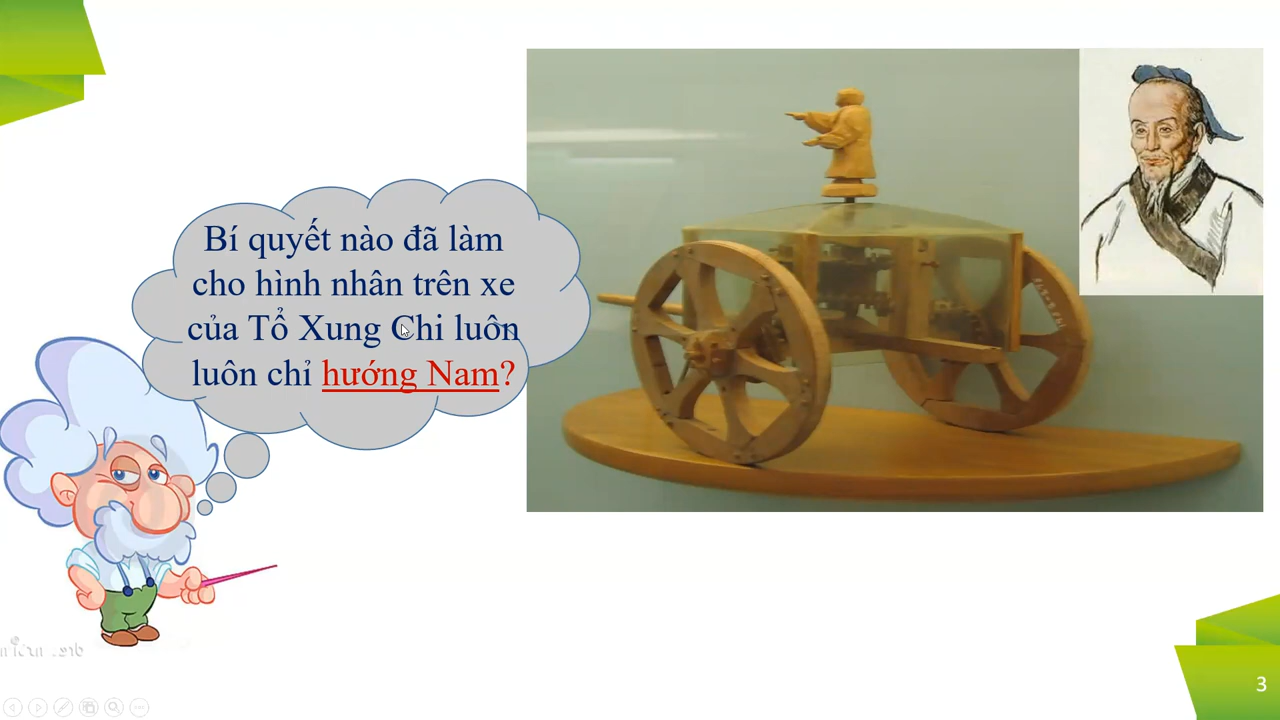 Bí quyết nào đã làm
cho hình nhân trên xe
của Tổ Xung Chi luôn
luôn chỉ hướng Nam?
3